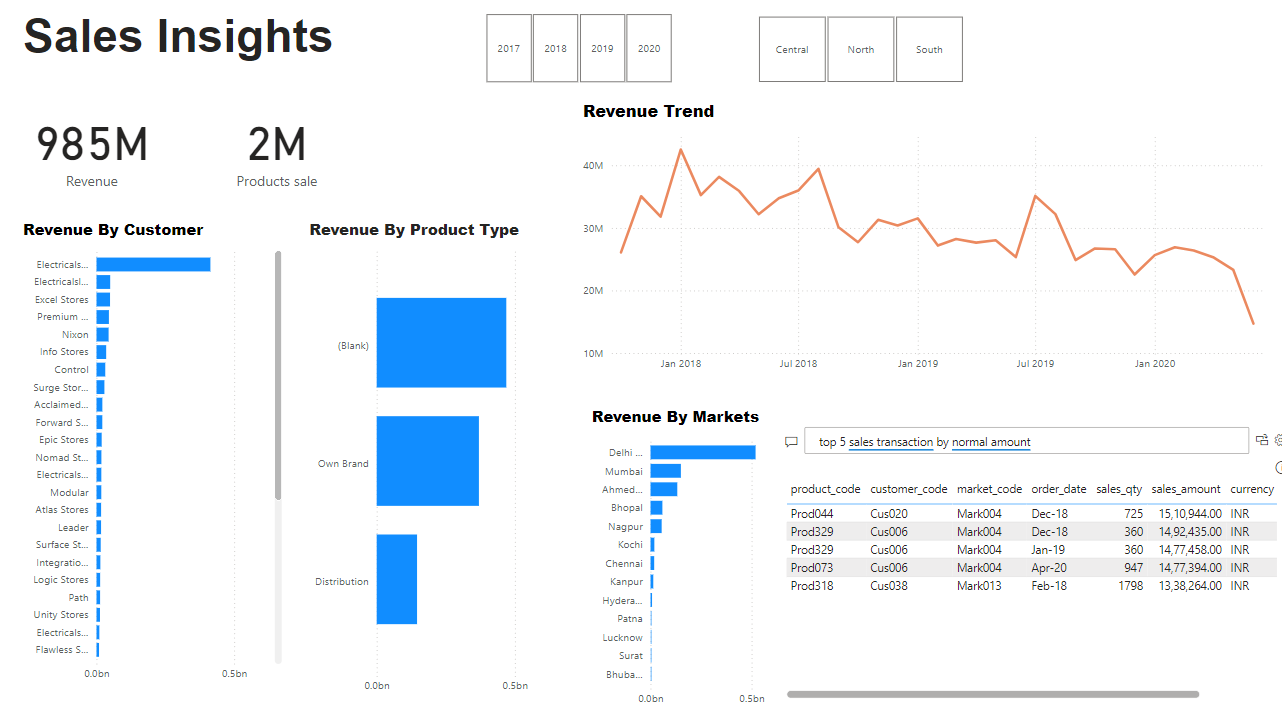 Sales Insights
2017 2018 2019 2020
Central North South
985M
Revenue
2M
Products sale
Revenue Trend
40M
30M
20M
10M
Jan 2018 Jul 2018 Jan 2019 Jul 2019 Jan 2020
Revenue By Customer
Electricals...
Electricalsl...
Excel Stores
Premium ...
Nixon
Info Stores
Control
Surge Stor...
Acclaimed...
Forward S...
Epic Stores
Nomad St...
Electricals...
Modular
Atlas Stores
Leader
Surface St...
Integratio...
Logic Stores
Path
Unity Stores
Electricals...
Flawless S...
0.0bn 0.5bn
Revenue By Product Type
(Blank)
Own Brand
Distribution
0.0bn 0.5bn
Revenue By Markets
Delhi ...
Mumbai
Ahmed...
Bhopal
Nagpur
Kochi
Chennai
Kanpur
Hydera...
Patna
Lucknow
Surat
Bhuba...
0.0bn 0.5bn
top 5 sales transaction by normal amount
product_code customer_code market_code order_date sales_qty sales_amount currency
Prod044 Cus020 Mark004 Dec-18 725 15,10,944.00 INR
Prod329 Cus006 Mark004 Dec-18 360 14,92,435.00 INR
Prod329 Cus006 Mark004 Jan-19 360 14,77,458.00 INR
Prod073 Cus006 Mark004 Apr-20 947 14,77,394.00 INR
Prod318 Cus038 Mark013 Feb-18 1798 13,38,264.00 INR